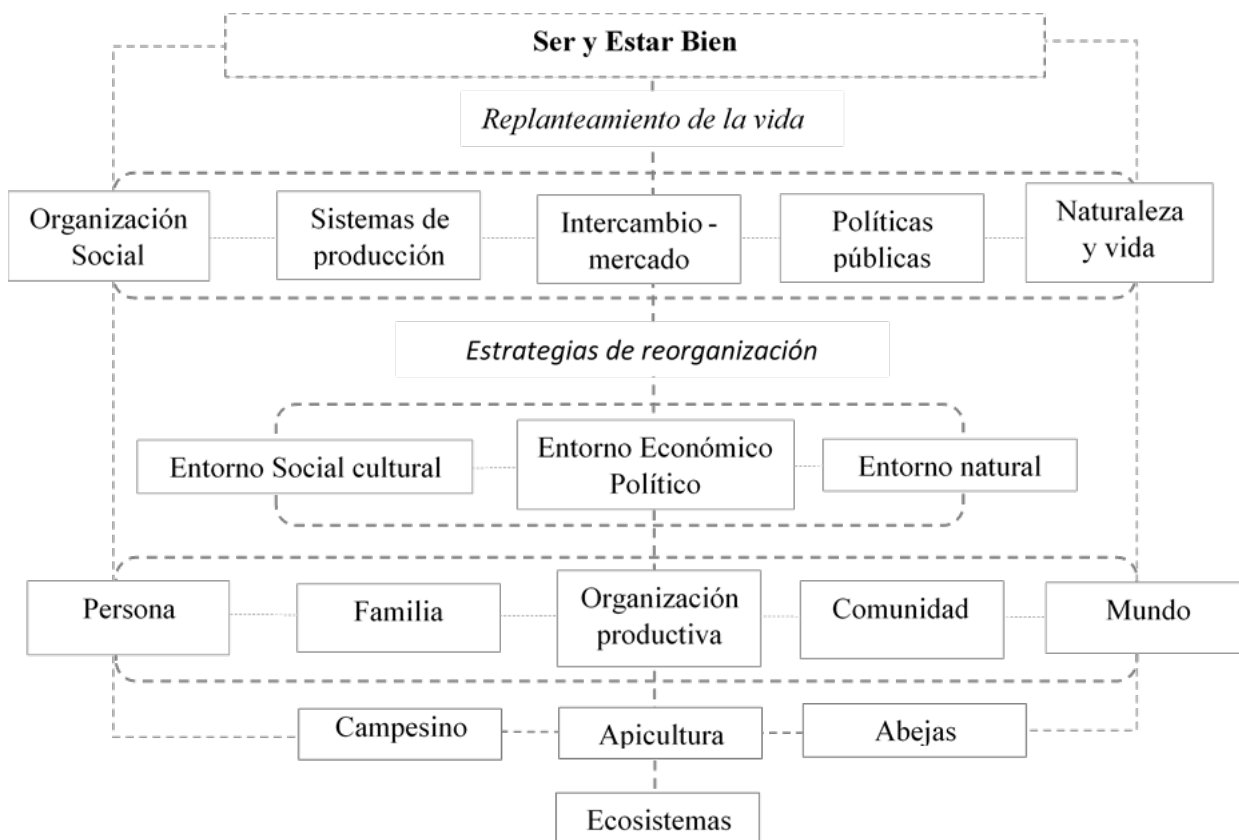 Ser y Estar Bien
Replanteamiento de la vida
Organización
Social
Sistemas de
producción
Intercambio -
mercado
Políticas
públicas
Naturaleza
y vida
Estrategias de reorganización
Entorno Social cultural
Entorno Económico
Político
Entorno natural
Persona
Familia
Organización
productiva
Comunidad
Mundo
Campesino
Apicultura
Abejas
Ecosistemas